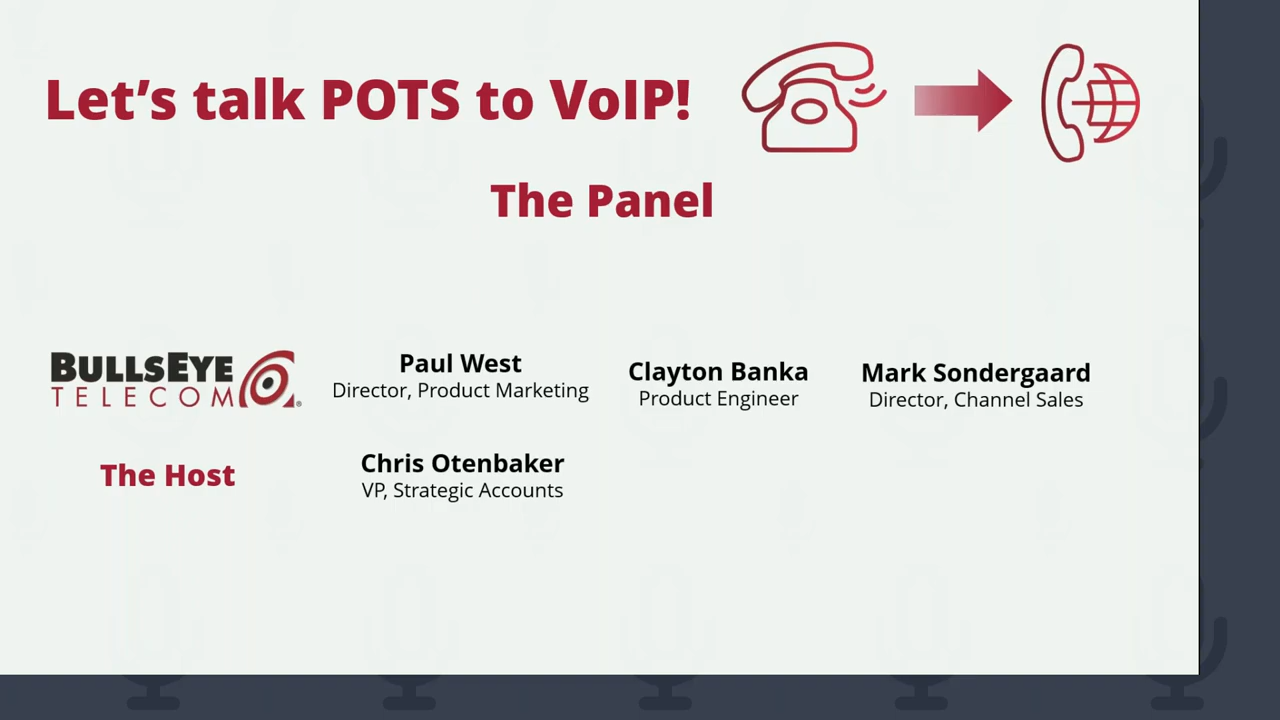 Let's talk POTS to VoIP!
The Panel
BULLSEYE
TELECOM®
Paul West
Director, Product Marketing
Clayton Banka
Product Engineer
Mark Sondergaard
Director, Channel Sales
The Host
Chris Otenbaker
VP, Strategic Accounts